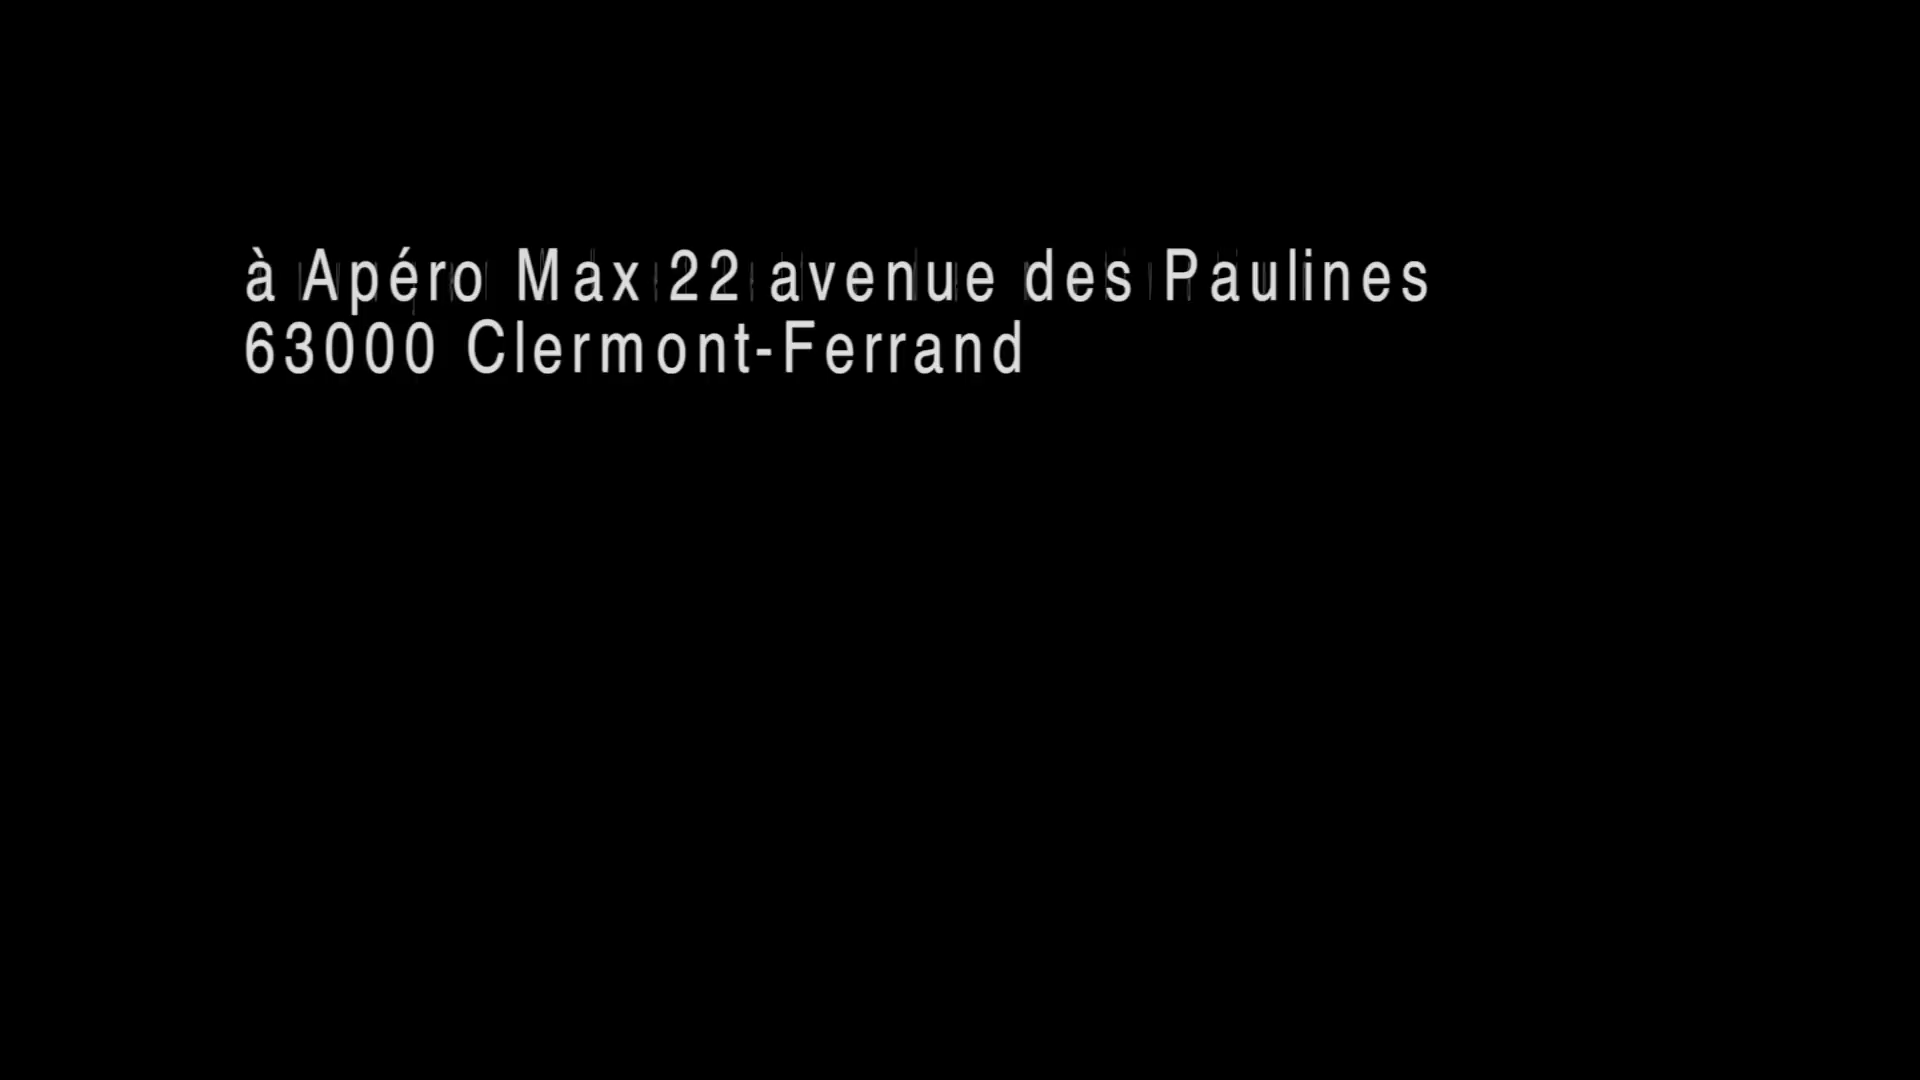 à Apéro Max 22 avenue des Paulines
63000 Clermont-Ferrand